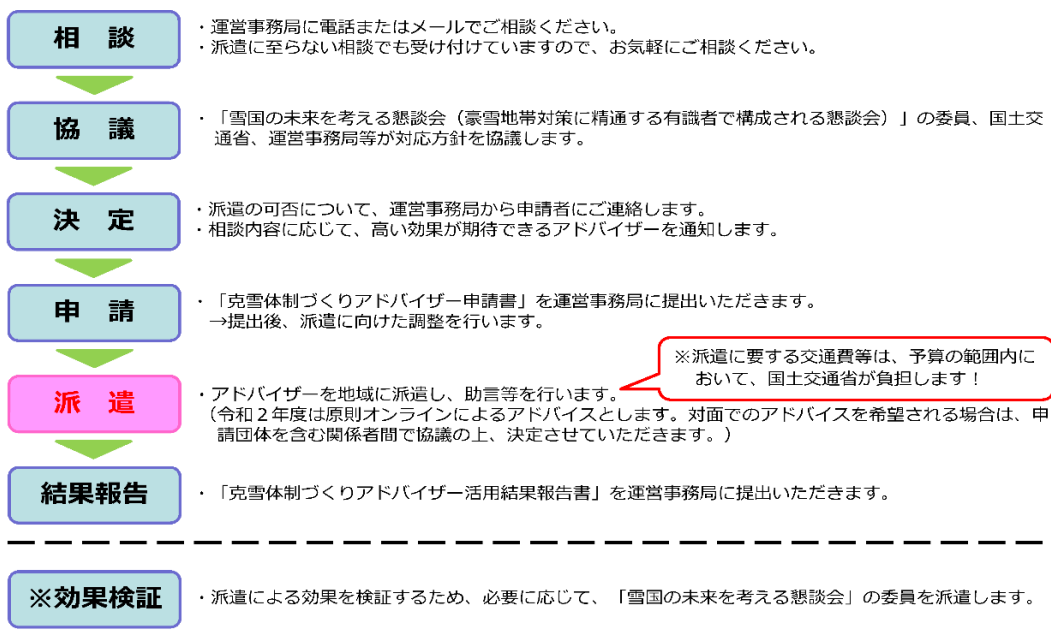 相　談
・運営事務局に電話またはメールでご相談ください。
・派遣に至らない相談でも受け付けていますので、お気軽にご相談ください。
協　議
・「雪国の未来を考える懇談会（豪雪地帯対策に精通する有識者で構成される懇談会）」の委員、国土交
通省、運営事務局等が対応方針を協議します。
決　定
・派遣の可否について、運営事務局から申請者にご連絡します。
・相談内容に応じて、高い効果が期待できるアドバイザーを通知します。
申　請
・「克雪体制づくりアドバイザー申請書」を運営事務局に提出いただきます。
→提出後、派遣に向けた調整を行います。
※派遣に要する交通費等は、予算の範囲内に
おいて、国土交通省が負担します！
派　遣
・アドバイザーを地域に派遣し、助言等を行います。
（令和２年度は原則オンラインによるアドバイスとします。対面でのアドバイスを希望される場合は、申
請団体を含む関係者間で協議の上、決定させていただきます。）
結果報告
・「克雪体制づくりアドバイザー活用結果報告書」を運営事務局に提出いただきます。
※効果検証
・派遣による効果を検証するため、必要に応じて、「雪国の未来を考える懇談会」の委員を派遣します。